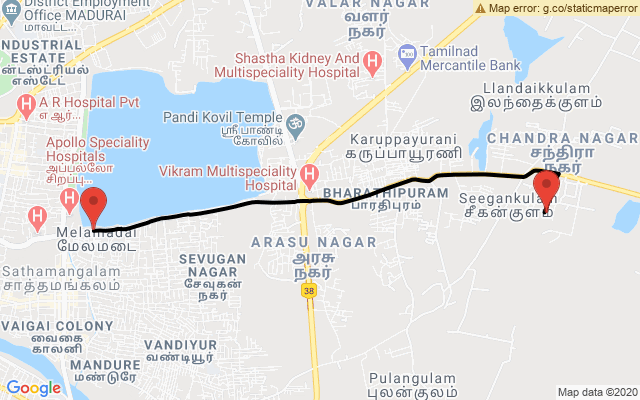 District Employment
Office MADURAI
மாவட்ட...
VALAR NAGAR
வளர்
நகர்
Map error: g.co/staticmaperror
INDUSTRIAL
ESTATE
ன்டஸ்ட்ரியல்
எஸ்டேட்
Shastha Kidney And
Multispeciality Hospital
Tamilnad
Mercantile Bank
Llandaikkulam
இலந்தைக்குளம்
A R Hospital Pvt
எ ஆர்...
Pandi Kovil Temple
ஸ்ரீ பாண்டி
கோவில்
Apollo Speciality
Hospitals
அப்பல்லோ
சிறப்பு...
Karuppayurani
கருப்பாயூரணி
CHANDRA NAGAR
சந்திரா
நகர்
Vikram Multispeciality
Hospital
BHARATHIPURAM
பாரதிபுரம்
Seegankulam
சீகன்குளம்
Melamadai
மேலமடை
ARASU NAGAR
அரசு
நகர்
Sathamangalam
சாத்தமங்கலம்
SEVUGAN
NAGAR
சேவுகன்
நகர்
38
VAIGAI COLONY
வைகை
காலனி
VANDIYUR
வண்டியூர்
MANDURE
மண்டுரே
Pulangulam
புலன்குளம்
Google
Map data ©2020